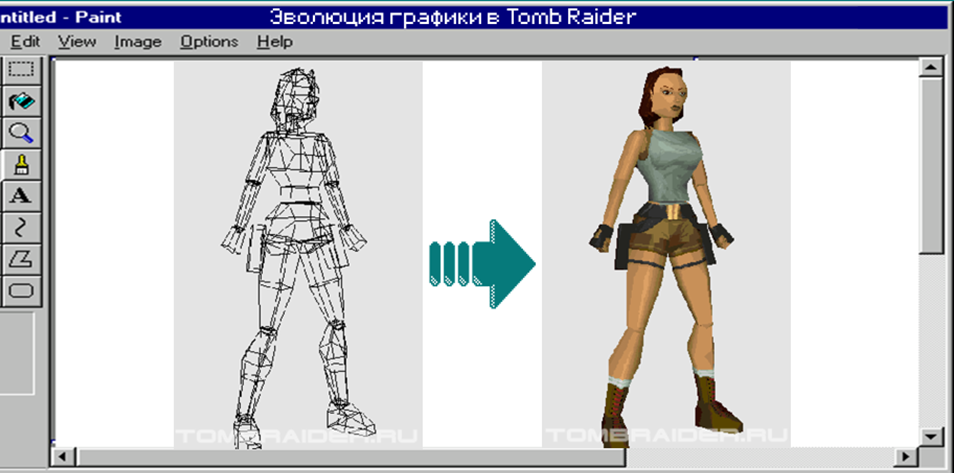 ntitled - Paint
Эволюция графики в Tomb Raider
Edit View Image Options Help
A
TOMBRAIDER.RU
TOMBRAIDER.RU